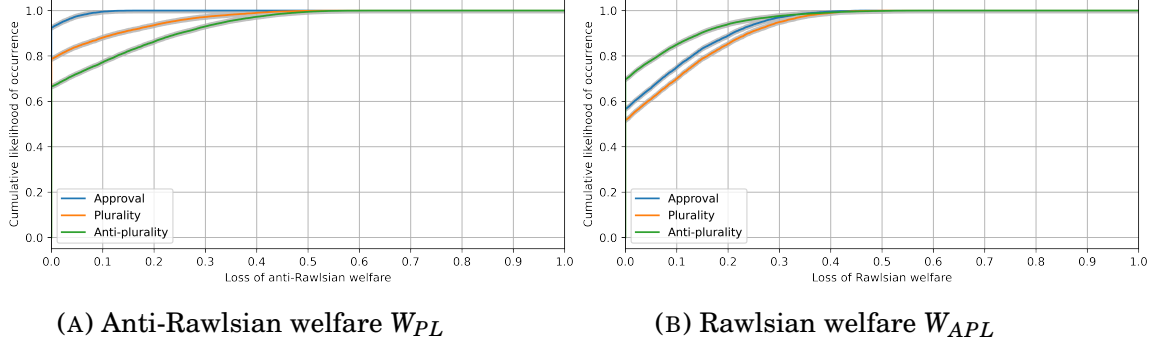 Cumulative likelihood of occurrence
1.0
0.8
0.6
0.4
0.2
0.0
Approval
Plurality
Anti-plurality
0.0 0.1 0.2 0.3 0.4 0.5 0.6 0.7 0.8 0.9 1.0
Loss of anti-Rawlsian welfare
(A) Anti-Rawlsian welfare W_PL
Cumulative likelihood of occurrence
1.0
0.8
0.6
0.4
0.2
0.0
Approval
Plurality
Anti-plurality
0.0 0.1 0.2 0.3 0.4 0.5 0.6 0.7 0.8 0.9 1.0
Loss of Rawlsian welfare
(B) Rawlsian welfare W_APL